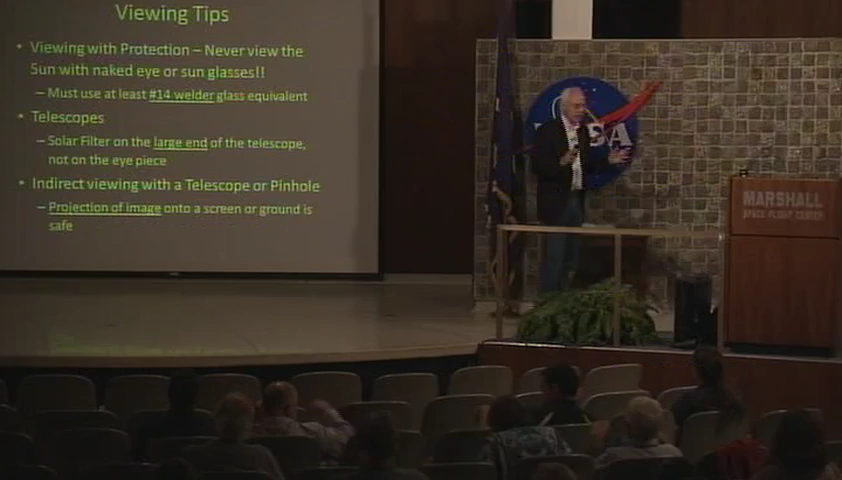 Viewing Tips
• Viewing with Protection – Never view the
Sun with naked eye or sun glasses!!
– Must use at least #14 welder glass equivalent
• Telescopes
– Solar Filter on the large end of the telescope,
not on the eye piece
• Indirect viewing with a Telescope or Pinhole
– Projection of image onto a screen or ground is
safe
MARSHALL
SPACE FLIGHT CENTER